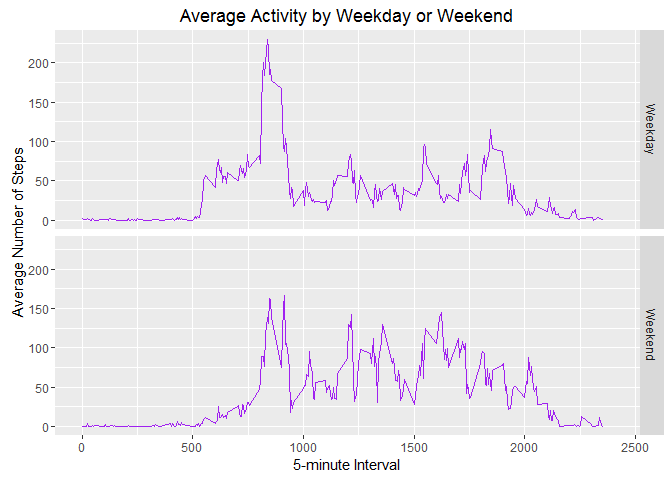 Average Activity by Weekday or Weekend
Average Number of Steps
200
150
100
50
0
Weekday
200
150
100
50
0
Weekend
0 500 1000 1500 2000 2500
5-minute Interval